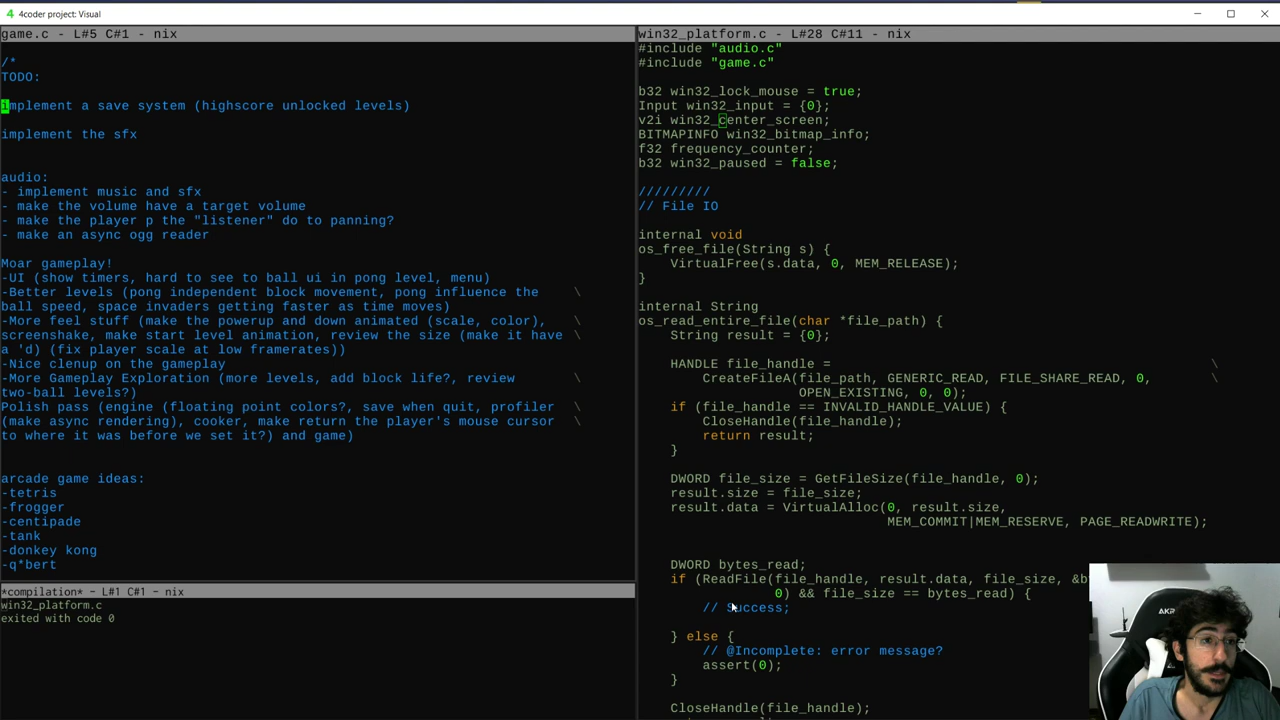 4coder project: Visual
game.c - L#5 C#1 - nix
/*
TODO:
implement a save system (highscore unlocked levels)
implement the sfx
audio:
- implement music and sfx
- make the volume have a target volume
- make the player p the "listener" do to panning?
- make an async ogg reader
Moar gameplay!
-UI (show timers, hard to see to ball ui in pong level, menu)
-Better levels (pong independent block movement, pong influence the \
ball speed, space invaders getting faster as time moves)
-More feel stuff (make the powerup and down animated (scale, color), \
screenshake, make start level animation, review the size (make it have \
a 'd) (fix player scale at low framerates))
-Nice clenup on the gameplay
-More Gameplay Exploration (more levels, add block life?, review \
two-ball levels?)
Polish pass (engine (floating point colors?, save when quit, profiler \
(make async rendering), cooker, make return the player's mouse cursor \
to where it was before we set it?) and game)
arcade game ideas:
-tetris
-frogger
-centipade
-tank
-donkey kong
-q*bert
*compilation* - L#1 C#1 - nix
win32_platform.c
exited with code 0
win32_platform.c - L#28 C#11 - nix
#include "audio.c"
#include "game.c"
b32 win32_lock_mouse = true;
Input win32_input = {0};
v2i win32_center_screen;
BITMAPINFO win32_bitmap_info;
f32 frequency_counter;
b32 win32_paused = false;
/////////
// File IO
internal void
os_free_file(String s) {
VirtualFree(s.data, 0, MEM_RELEASE);
}
internal String
os_read_entire_file(char *file_path) {
String result = {0};
HANDLE file_handle = \
CreateFileA(file_path, GENERIC_READ, FILE_SHARE_READ, 0, \
OPEN_EXISTING, 0, 0);
if (file_handle == INVALID_HANDLE_VALUE) {
CloseHandle(file_handle);
return result;
}
DWORD file_size = GetFileSize(file_handle, 0);
result.size = file_size;
result.data = VirtualAlloc(0, result.size,
MEM_COMMIT|MEM_RESERVE, PAGE_READWRITE);
DWORD bytes_read;
if (ReadFile(file_handle, result.data, file_size, &b
0) && file_size == bytes_read) {
// Success;
} else {
// @Incomplete: error message?
assert(0);
}
CloseHandle(file_handle);